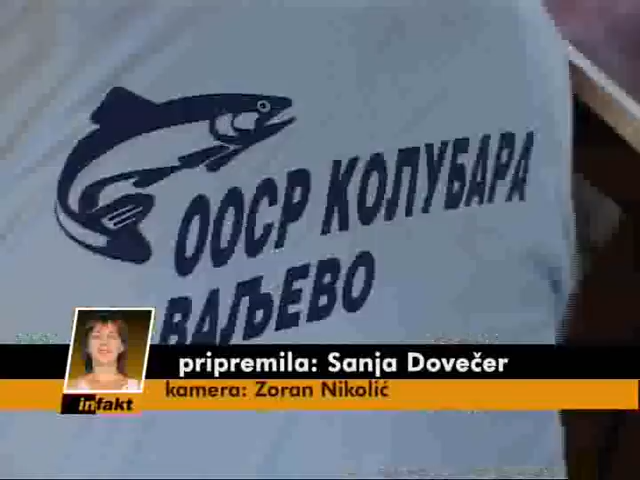 ООСР КОЛУБАРА
ВАЉЕВО
pripremila: Sanja Dovečer
kamera: Zoran Nikolić
infakt